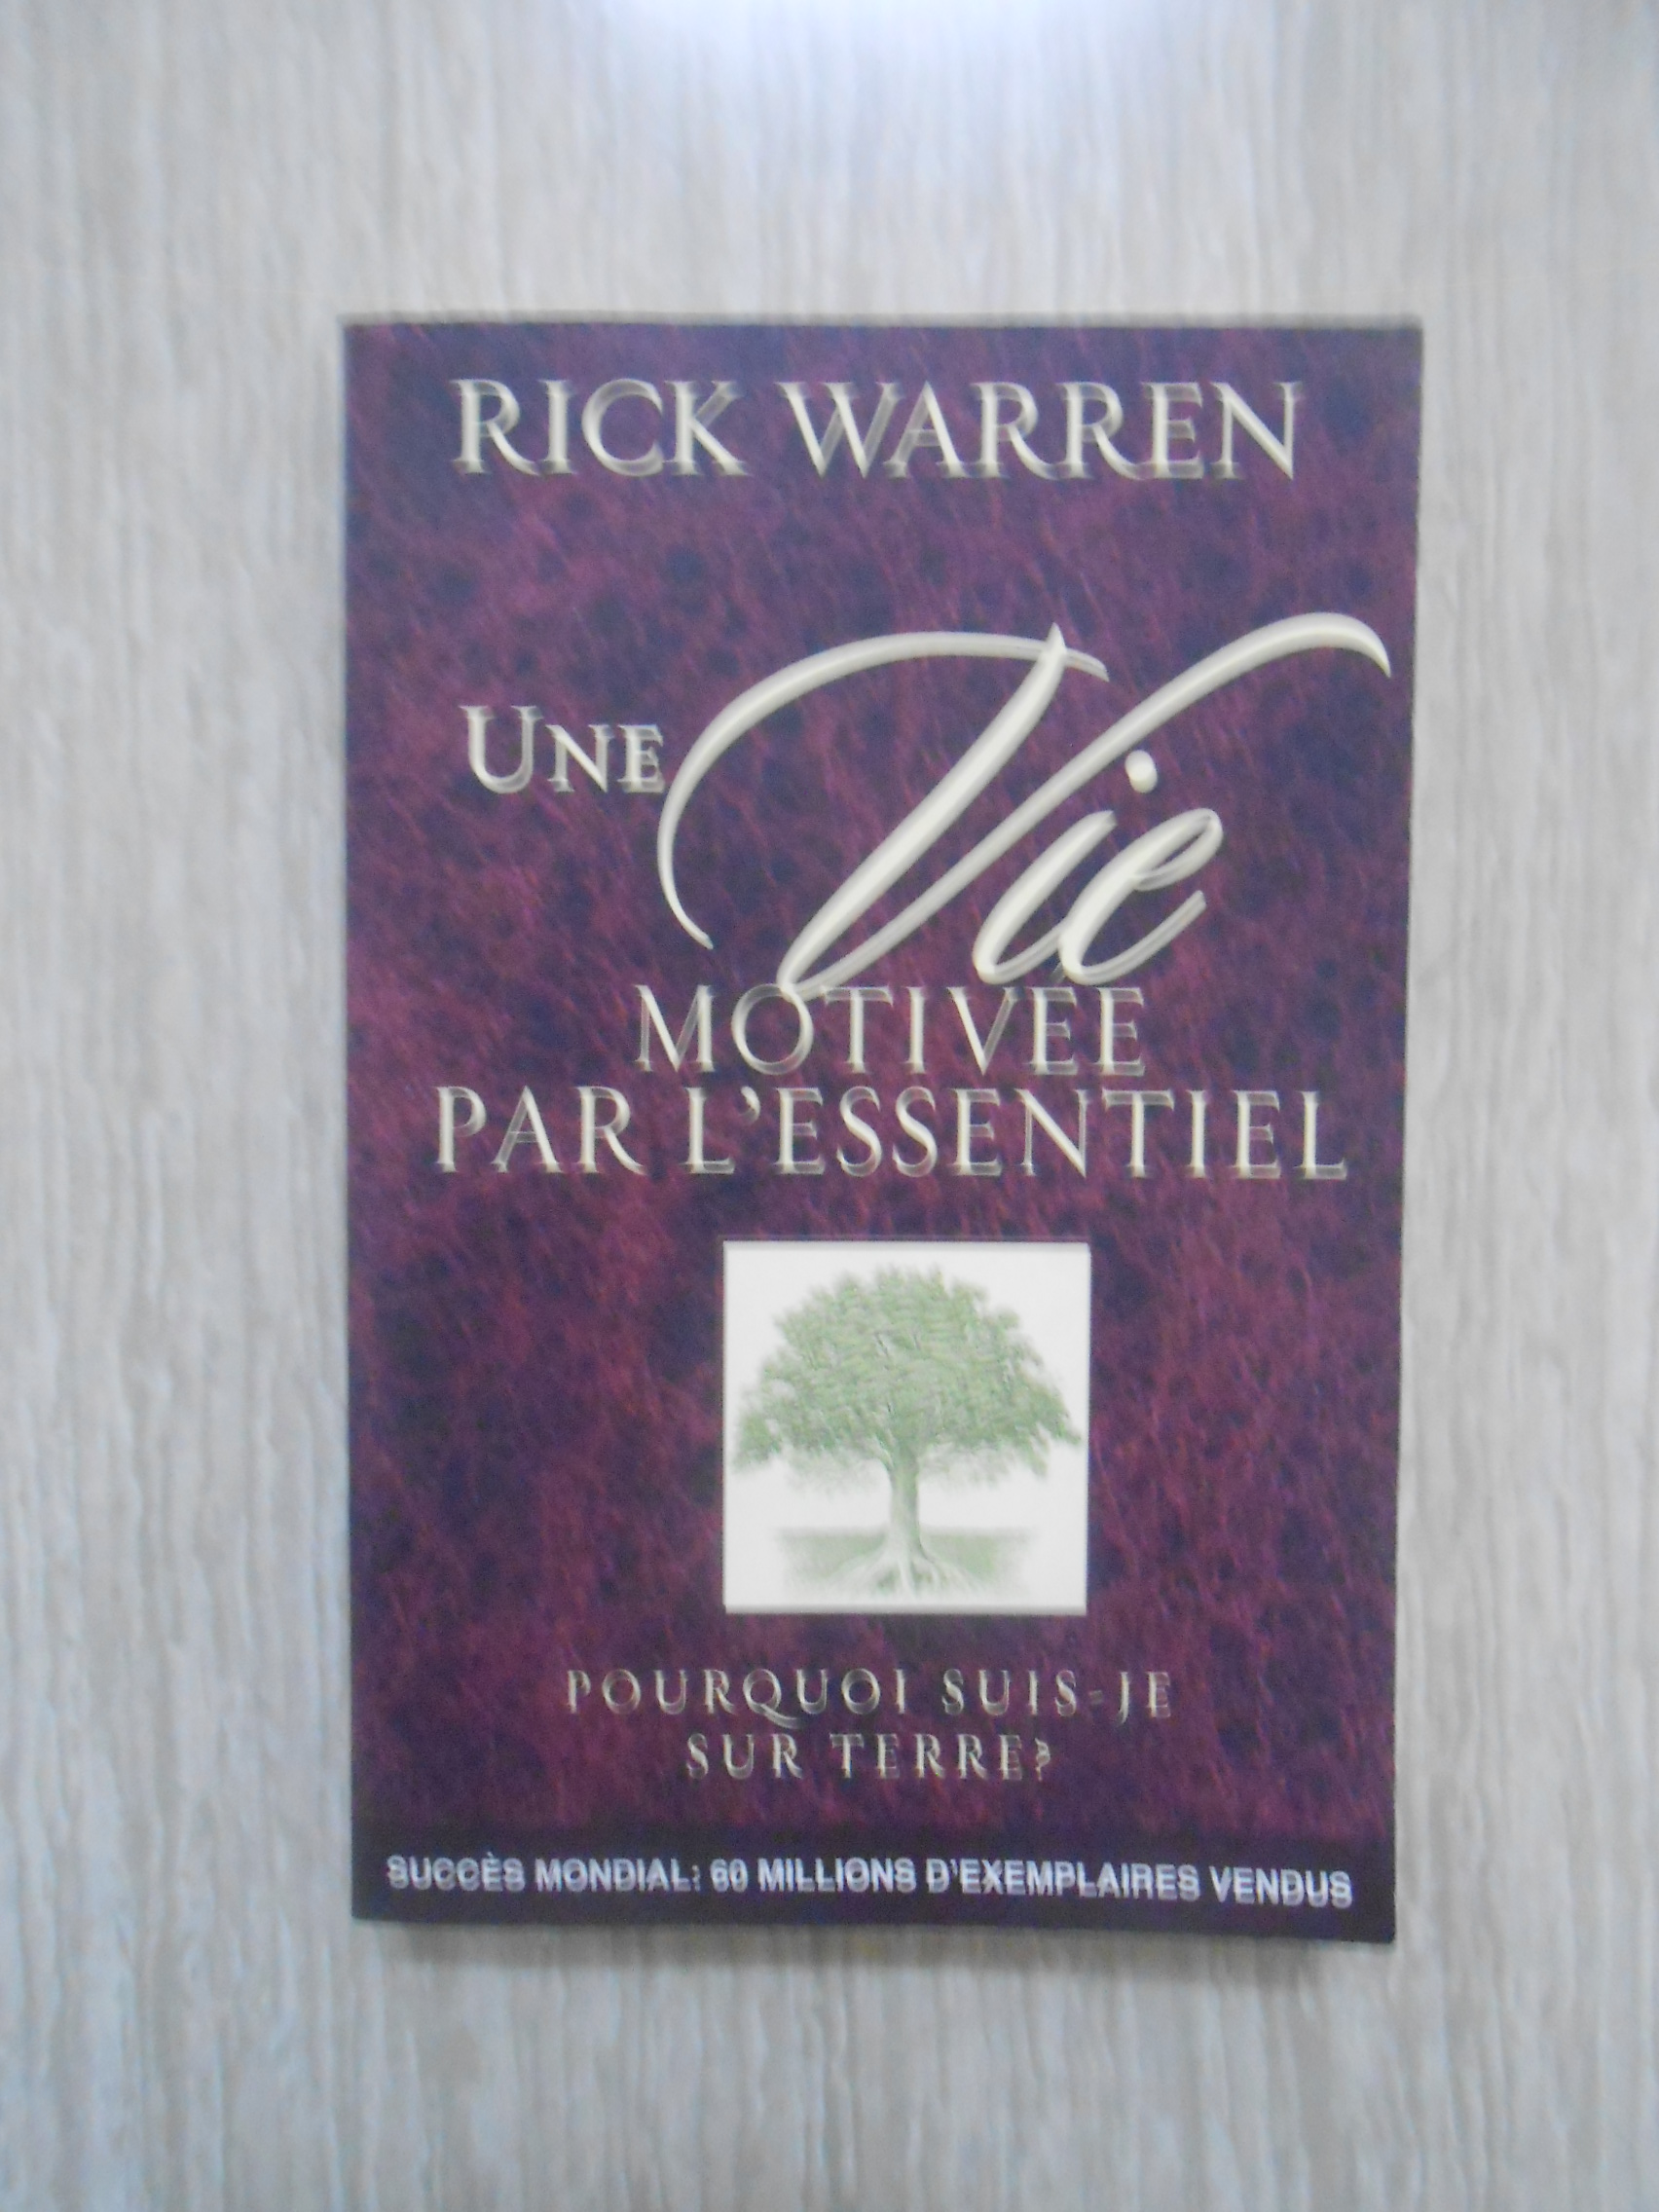 RICK WARREN
UNE Vie
MOTIVÉE
PAR L'ESSENTIEL
POURQUOI SUIS-JE
SUR TERRE?
SUCCÈS MONDIAL: 60 MILLIONS D'EXEMPLAIRES VENDUS